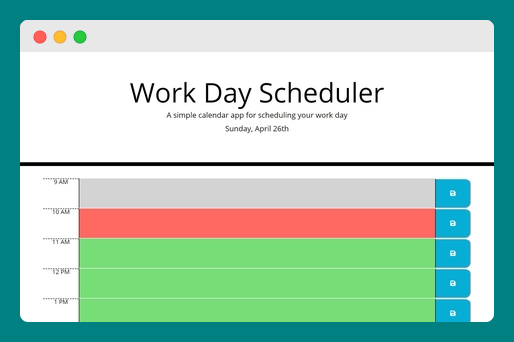 Work Day Scheduler
A simple calendar app for scheduling your work day
Sunday, April 26th
9 AM
10 AM
11 AM
12 PM
1 PM